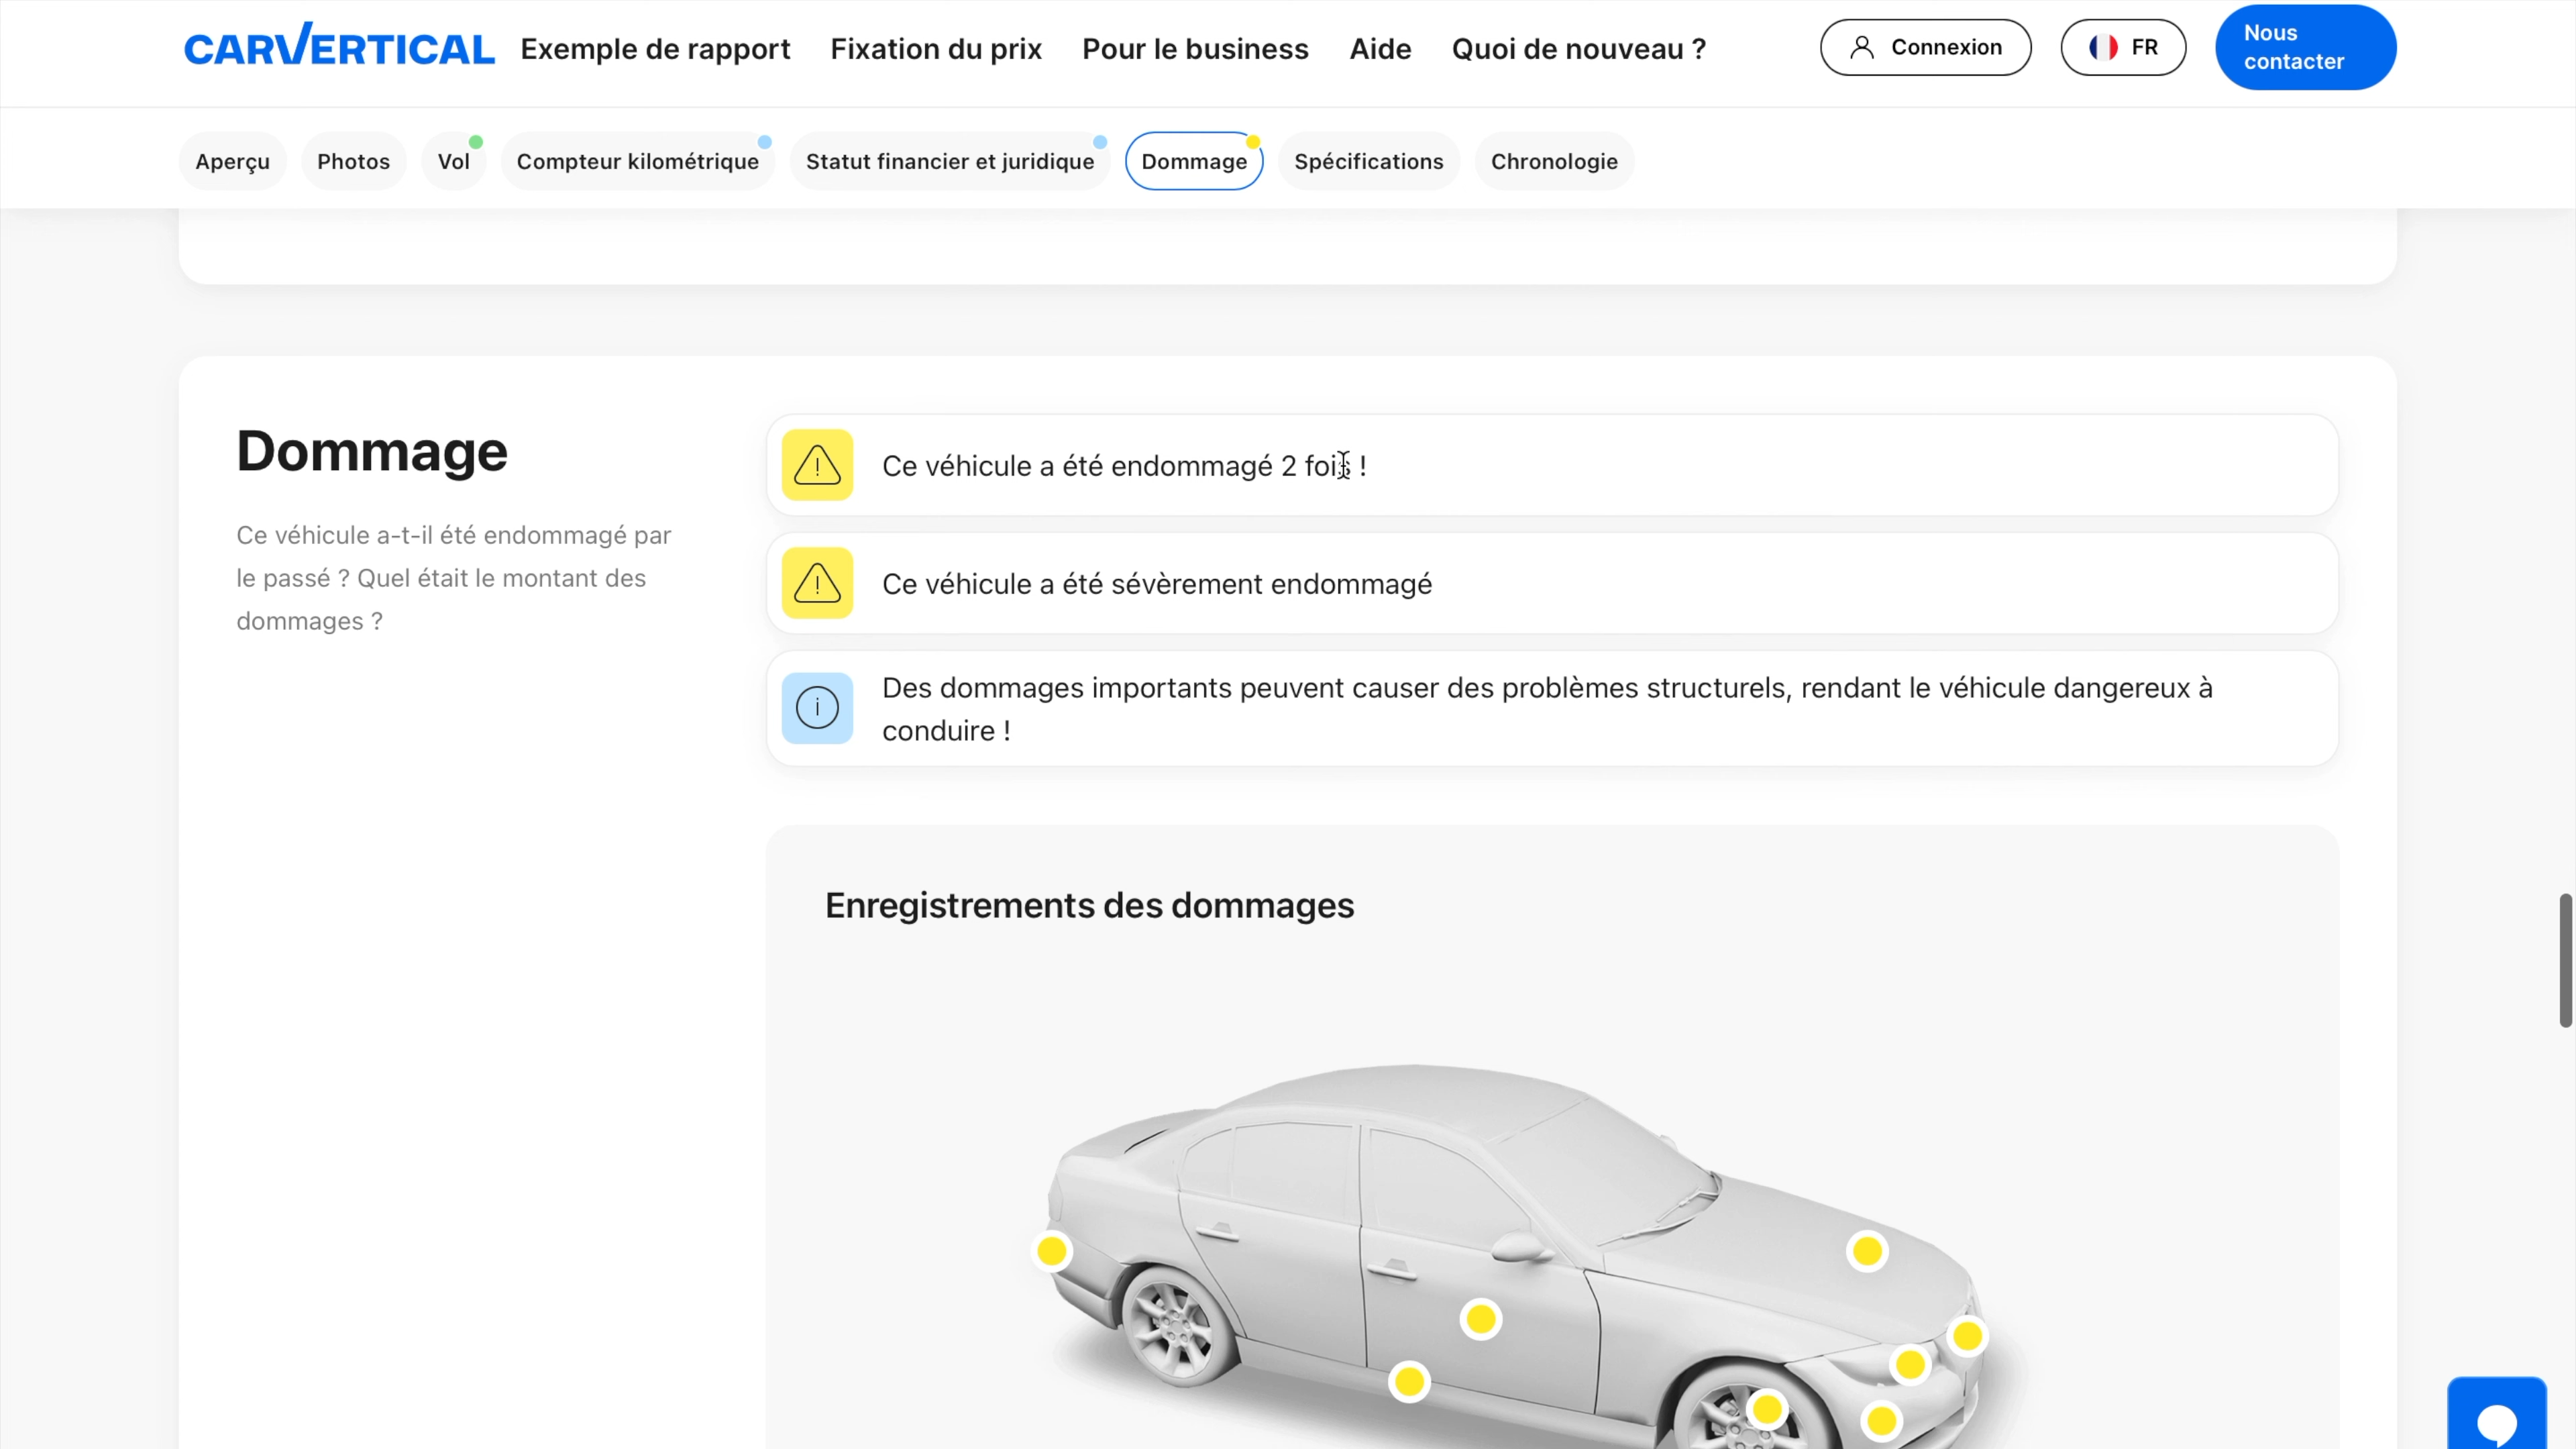 CARVERTICAL
Exemple de rapport
Fixation du prix
Pour le business
Aide
Quoi de nouveau ?
Connexion
FR
Nous
contacter
Aperçu
Photos
Vol
Compteur kilométrique
Statut financier et juridique
Dommage
Spécifications
Chronologie
Dommage
Ce véhicule a-t-il été endommagé par
le passé ? Quel était le montant des
dommages ?
Ce véhicule a été endommagé 2 fois !
Ce véhicule a été sévèrement endommagé
Des dommages importants peuvent causer des problèmes structurels, rendant le véhicule dangereux à
conduire !
Enregistrements des dommages